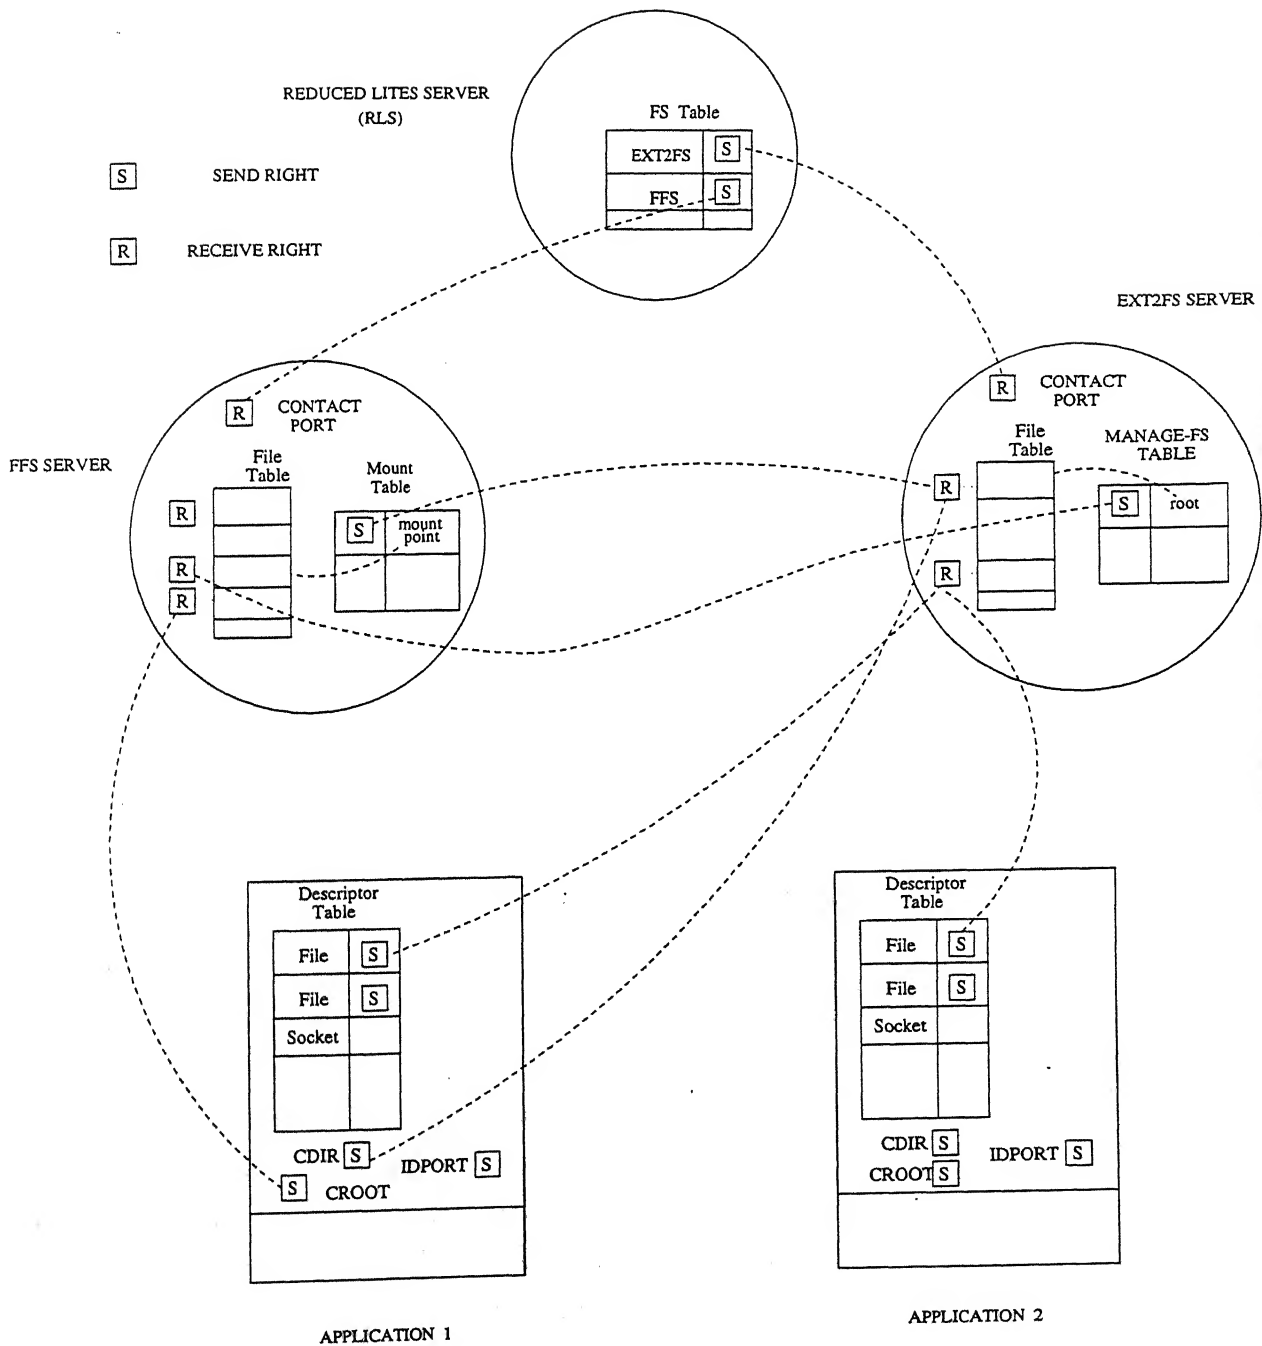 REDUCED LITES SERVER
(RLS)
S SEND RIGHT
R RECEIVE RIGHT
FS Table
EXT2FS S
FFS S
EXT2FS SERVER
R CONTACT
PORT
File
Table
MANAGE-FS
TABLE
R
S root
R
FFS SERVER
R CONTACT
PORT
File
Table
Mount
Table
R
S mount
point
R
R
Descriptor
Table
File S
File S
Socket
CDIR S
IDPORT S
S CROOT
APPLICATION 1
Descriptor
Table
File S
File S
Socket
CDIR S
IDPORT S
CROOT S
APPLICATION 2